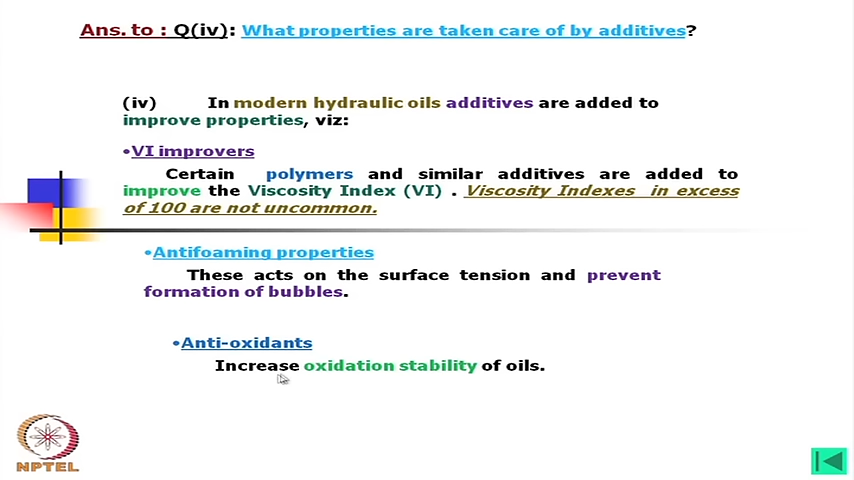 Ans. to : Q(iv): What properties are taken care of by additives?
(iv) In modern hydraulic oils additives are added to
improve properties, viz:
•VI improvers
Certain polymers and similar additives are added to
improve the Viscosity Index (VI) . Viscosity Indexes in excess
of 100 are not uncommon.
•Antifoaming properties
These acts on the surface tension and prevent
formation of bubbles.
•Anti-oxidants
Increase oxidation stability of oils.
NPTEL